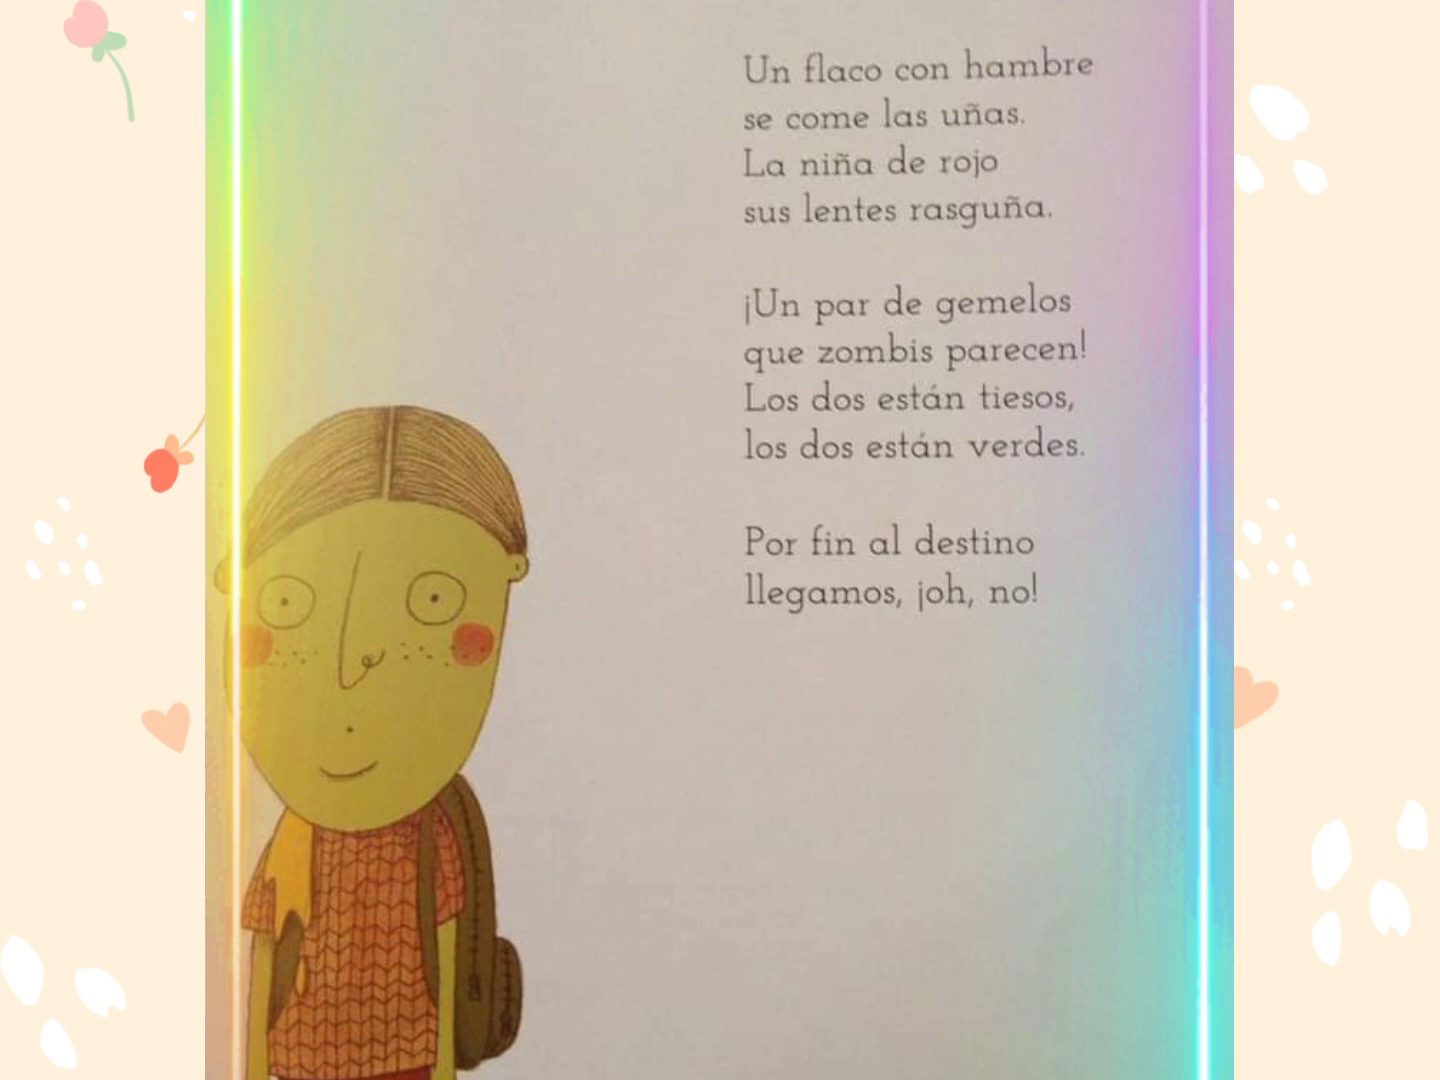 Un flaco con hambre
se come las uñas.
La niña de rojo
sus lentes rasguña.
¡Un par de gemelos
que zombis parecen!
Los dos están tiesos,
los dos están verdes.
Por fin al destino
llegamos, ¡oh, no!